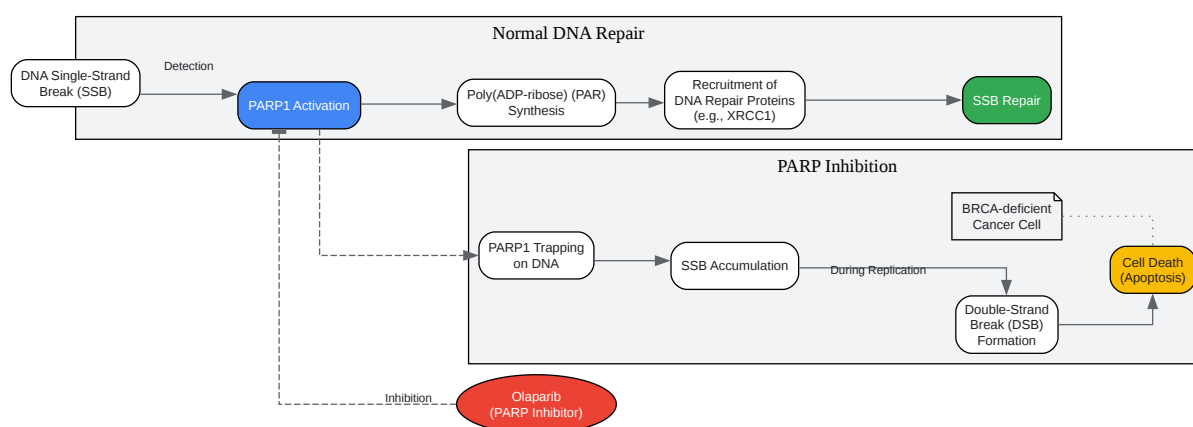 Normal DNA Repair
DNA Single-Strand
Break (SSB)
Detection
PARP1 Activation
Poly(ADP-ribose) (PAR)
Synthesis
Recruitment of
DNA Repair Proteins
(e.g., XRCC1)
SSB Repair
PARP Inhibition
BRCA-deficient
Cancer Cell
PARP1 Trapping
on DNA
SSB Accumulation
During Replication
Cell Death
(Apoptosis)
Double-Strand
Break (DSB)
Formation
Inhibition
Olaparib
(PARP Inhibitor)